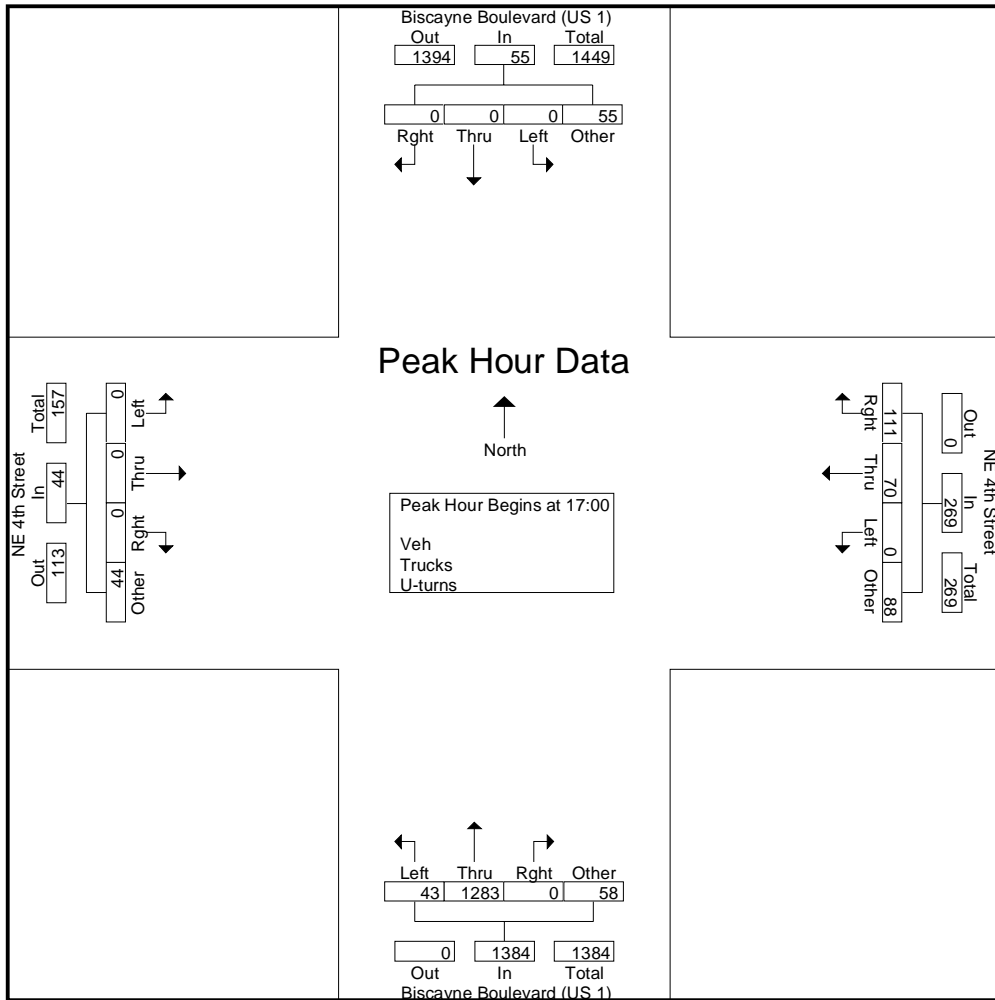 Biscayne Boulevard (US 1)
Out In Total
1394 55 1449
0 0 0 55
Rght Thru Left Other
Peak Hour Data
North
Peak Hour Begins at 17:00
Veh
Trucks
U-turns
NE 4th Street
Total In Out
157 44 113
0 0 0 44
Left Thru Rght Other
Rght Thru Left Other
111 70 0 88
0 269 269
Out In Total
NE 4th Street
Left Thru Rght Other
43 1283 0 58
0 1384 1384
Out In Total
Biscayne Boulevard (US 1)